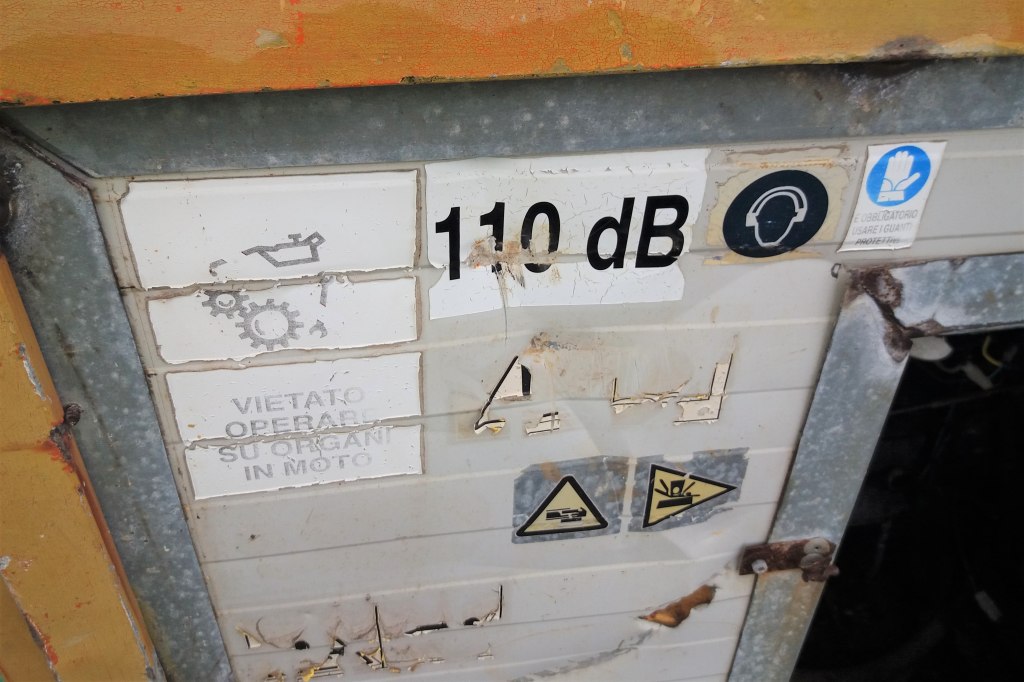 110 dB
E OBBLIGATORIO
USARE I GUANTI
PROTETTIVI
VIETATO
OPERARE
SU ORGANI
IN MOTO